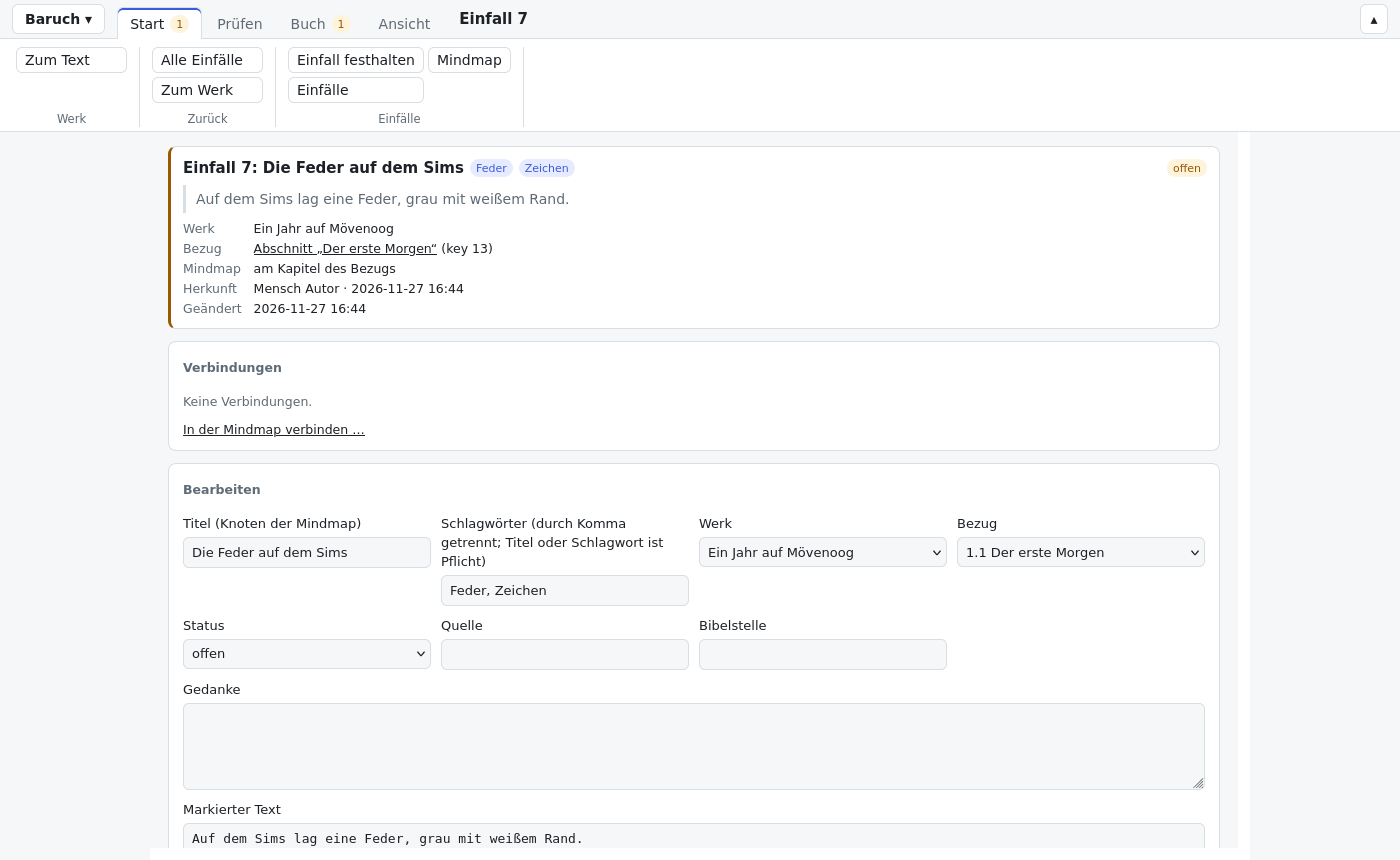 Baruch ▾
Start 1
Prüfen
Buch 1
Ansicht
Einfall 7
▴
Zum Text
Werk
Alle Einfälle
Zum Werk
Zurück
Einfall festhalten
Mindmap
Einfälle
Einfälle
Einfall 7: Die Feder auf dem Sims Feder Zeichen offen
Auf dem Sims lag eine Feder, grau mit weißem Rand.
Werk Ein Jahr auf Mövenoog
Bezug Abschnitt „Der erste Morgen“ (key 13)
Mindmap am Kapitel des Bezugs
Herkunft Mensch Autor · 2026-11-27 16:44
Geändert 2026-11-27 16:44
Verbindungen
Keine Verbindungen.
In der Mindmap verbinden …
Bearbeiten
Titel (Knoten der Mindmap)
Die Feder auf dem Sims
Schlagwörter (durch Komma
getrennt; Titel oder Schlagwort ist
Pflicht)
Feder, Zeichen
Werk
Ein Jahr auf Mövenoog
Bezug
1.1 Der erste Morgen
Status
offen
Quelle
Bibelstelle
Gedanke
Markierter Text
Auf dem Sims lag eine Feder, grau mit weißem Rand.